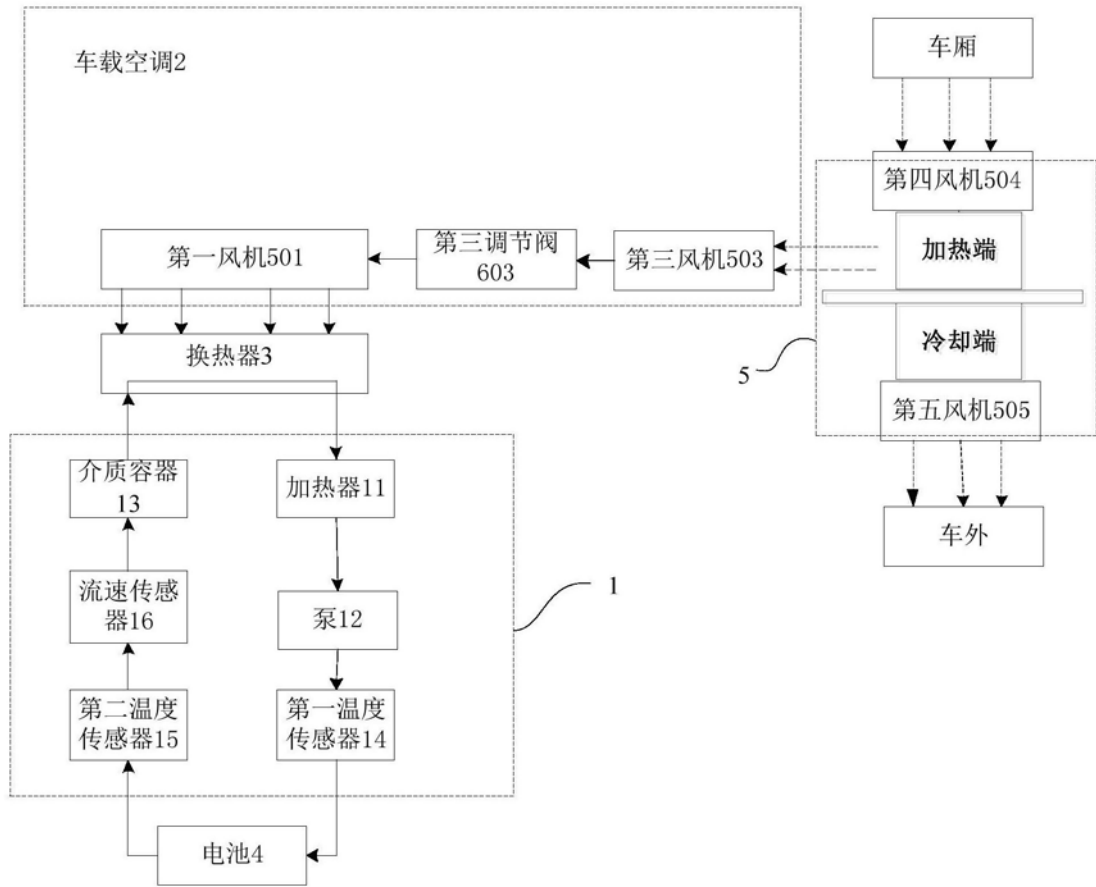 车载空调2
车厢
第四风机504
加热端
第一风机501
第三调节阀
603
第三风机503
冷却端
换热器3
5
第五风机505
介质容器
13
加热器11
车外
流速传感
器16
泵12
1
第二温度
传感器15
第一温度
传感器14
电池4